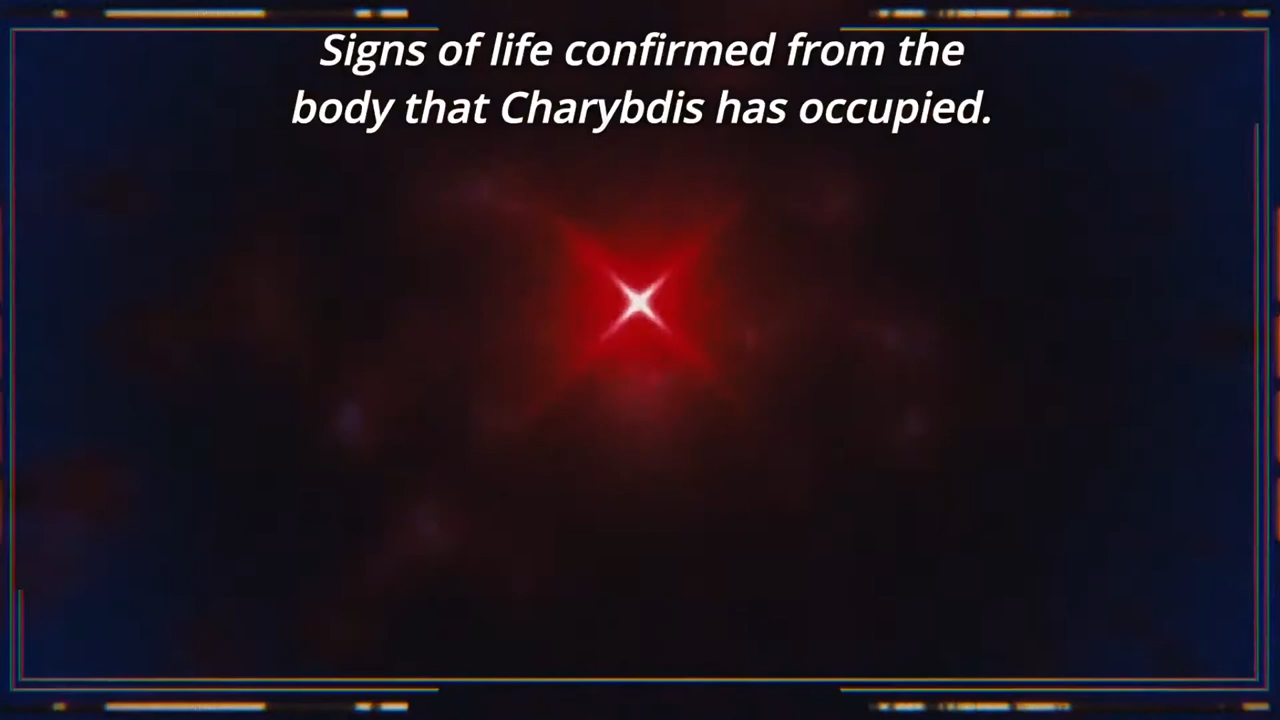 Signs of life confirmed from the
body that Charybdis has occupied.